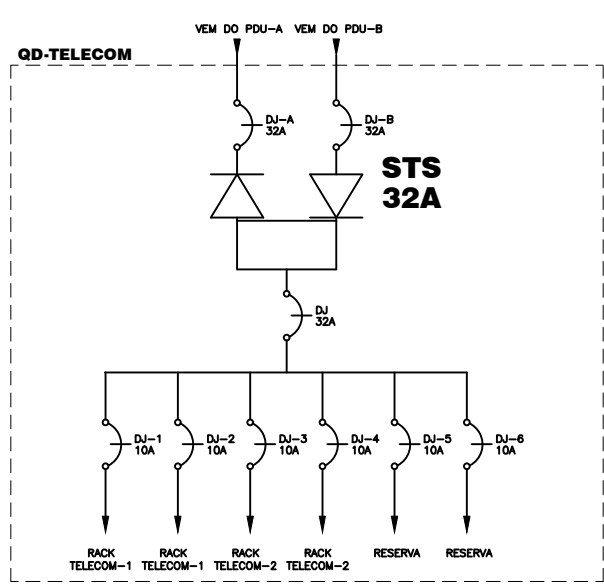 VEM DO PDU-A VEM DO PDU-B
QD-TELECOM
DJ-A
32A
DJ-B
32A
STS
32A
DJ
32A
DJ-1
10A
DJ-2
10A
DJ-3
10A
DJ-4
10A
DJ-5
10A
DJ-6
10A
RACK
TELECOM-1
RACK
TELECOM-1
RACK
TELECOM-2
RACK
TELECOM-2
RESERVA
RESERVA